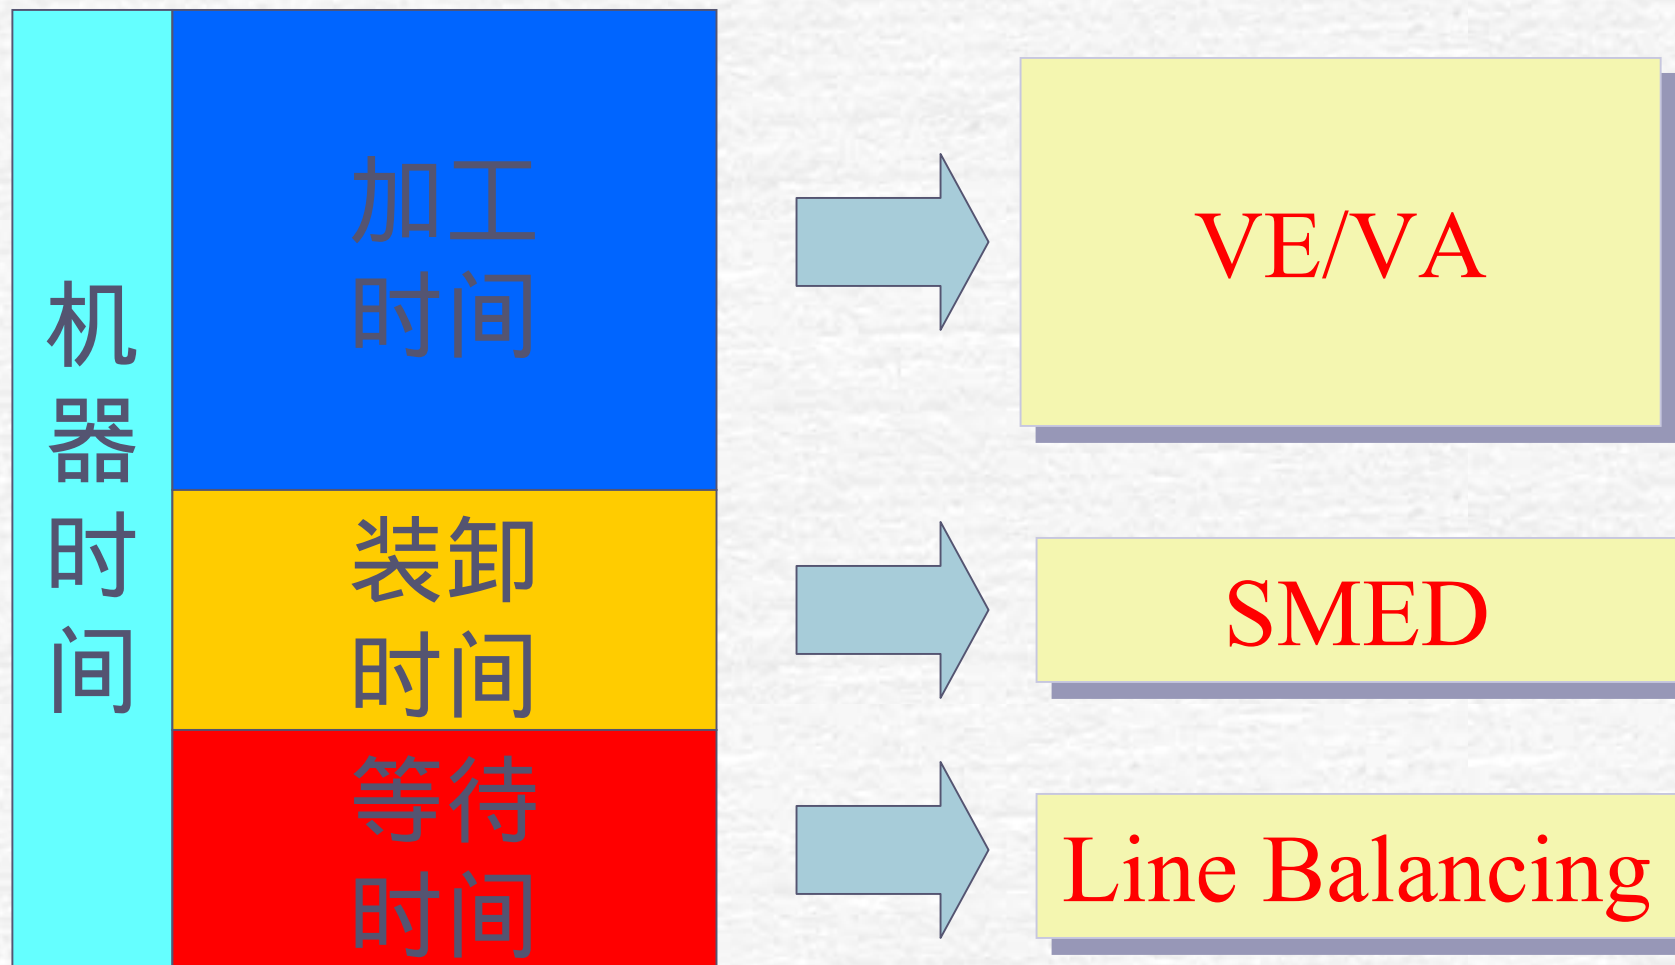 机
器
时
间
加工
时间
VE/VA
装卸
时间
SMED
等待
时间
Line Balancing